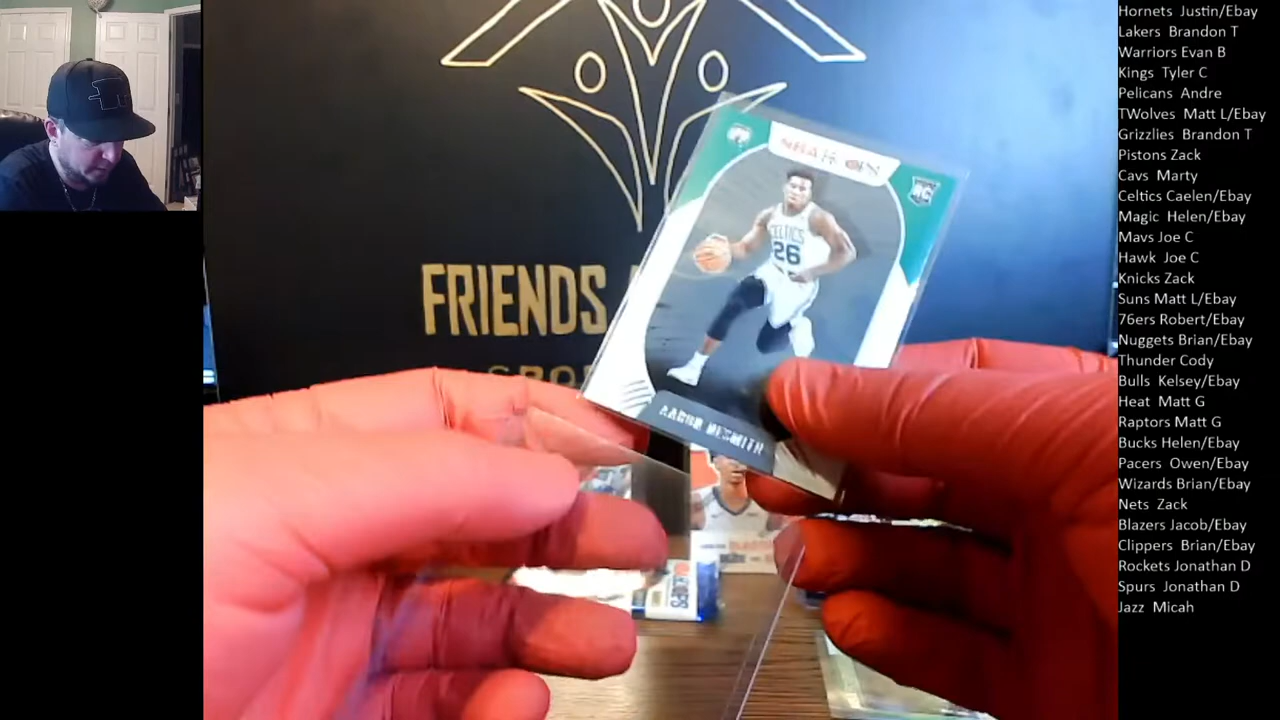 Hornets Justin/Ebay
Lakers Brandon T
Warriors Evan B
Kings Tyler C
Pelicans Andre
TWolves Matt L/Ebay
Grizzlies Brandon T
Pistons Zack
Cavs Marty
Celtics Caelen/Ebay
Magic Helen/Ebay
Mavs Joe C
Hawk Joe C
Knicks Zack
Suns Matt L/Ebay
76ers Robert/Ebay
Nuggets Brian/Ebay
Thunder Cody
Bulls Kelsey/Ebay
Heat Matt G
Raptors Matt G
Bucks Helen/Ebay
Pacers Owen/Ebay
Wizards Brian/Ebay
Nets Zack
Blazers Jacob/Ebay
Clippers Brian/Ebay
Rockets Jonathan D
Spurs Jonathan D
Jazz Micah
FRIENDS
NBA HOOPS
RC
CELTICS
26
AARON NESMITH
HOOPS